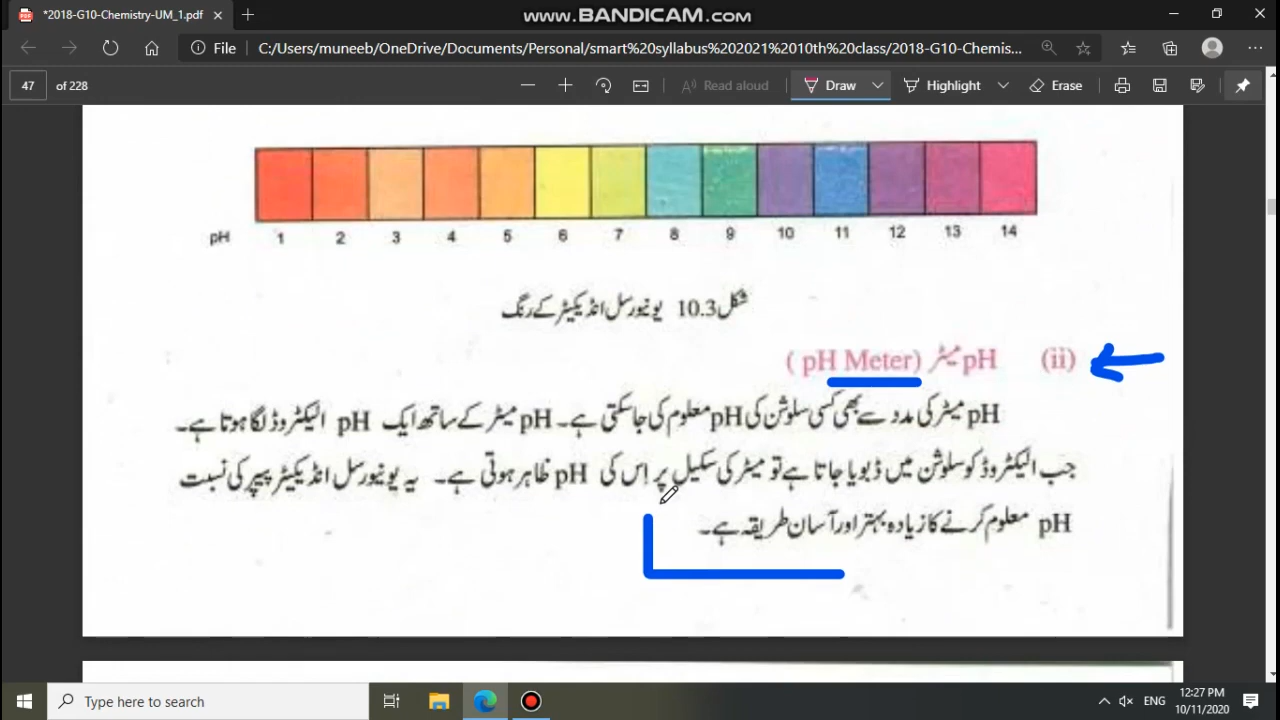 *2018-G10-Chemistry-UM_1.pdf
www.BANDICAM.com
File C:/Users/muneeb/OneDrive/Documents/Personal/smart%20syllabus%202021%2010th%20class/2018-G10-Chemis...
47 of 228 Read aloud Draw Highlight Erase
pH 1 2 3 4 5 6 7 8 9 10 11 12 13 14
شکل 10.3 یونیورسل انڈیکیٹر کے رنگ
(ii) pH میٹر (pH Meter)
pH میٹر کی مدد سے بھی کسی سلوشن کی pH معلوم کی جا سکتی ہے۔ pH میٹر کے ساتھ ایک pH الیکٹروڈ لگا ہوتا ہے۔
جب الیکٹروڈ کو سلوشن میں ڈبویا جاتا ہے تو میٹر کی سکیل پر اس کی pH ظاہر ہوتی ہے۔ یہ یونیورسل انڈیکیٹر پیپر کی نسبت
pH معلوم کرنے کا زیادہ بہتر اور آسان طریقہ ہے۔
Type here to search
ENG
12:27 PM
10/11/2020